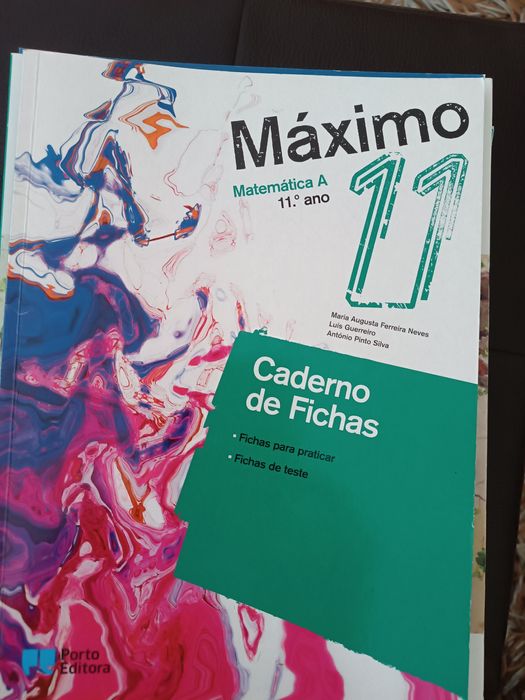 Máximo
Matemática A
11.º ano
11
Maria Augusta Ferreira Neves
Luís Guerreiro
António Pinto Silva
Caderno
de Fichas
• Fichas para praticar
• Fichas de teste
Porto
Editora